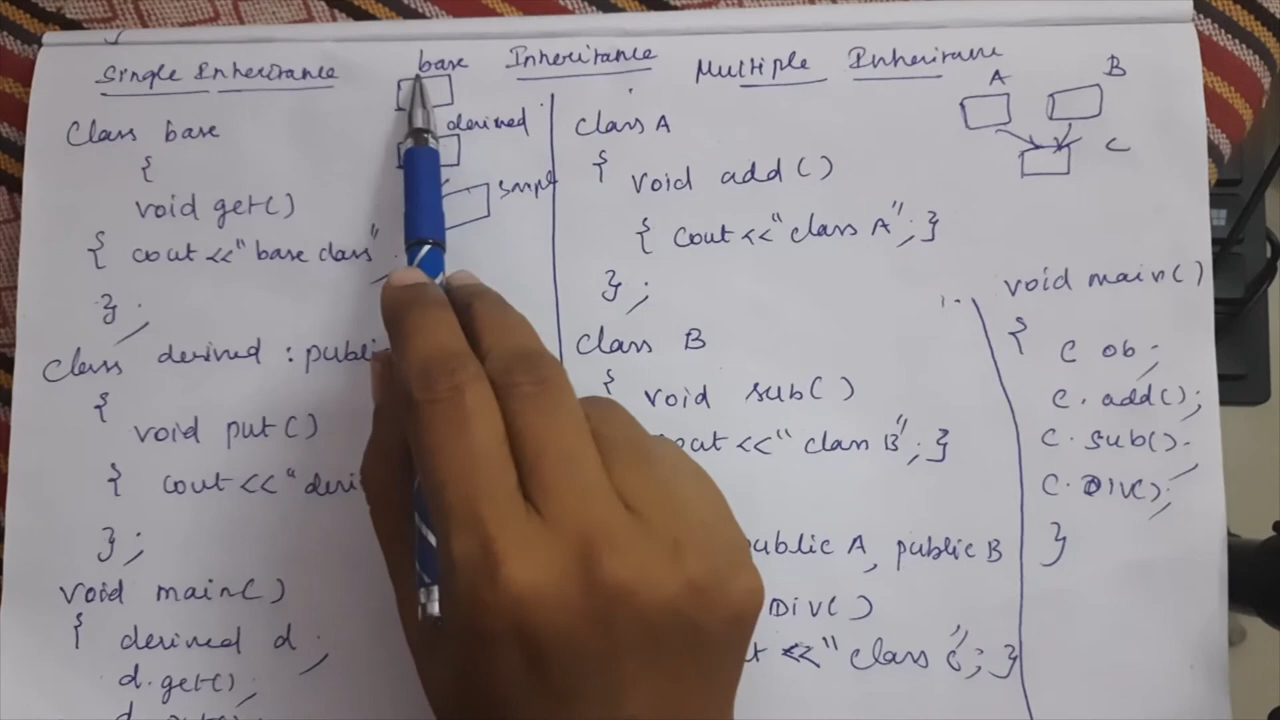 Single Inheritance
base
Inheritance
derived
Class base
{
void get()
{ cout << "base class"
} ;
class derived : publi
{
void put()
{ cout << "deri
} ;
void main()
{ derived d ;
d.get() ;
Multiple Inheritance
A
B
C
class A
{ void add()
{ cout << "class A" ; }
} ;
class B
{ void sub()
cout << "class B" ; }
public A, public B
DIV()
<< "class C" ; }
void main()
{
C ob ;
C. add() ;
C. sub() ;
C. DIV() ;
}